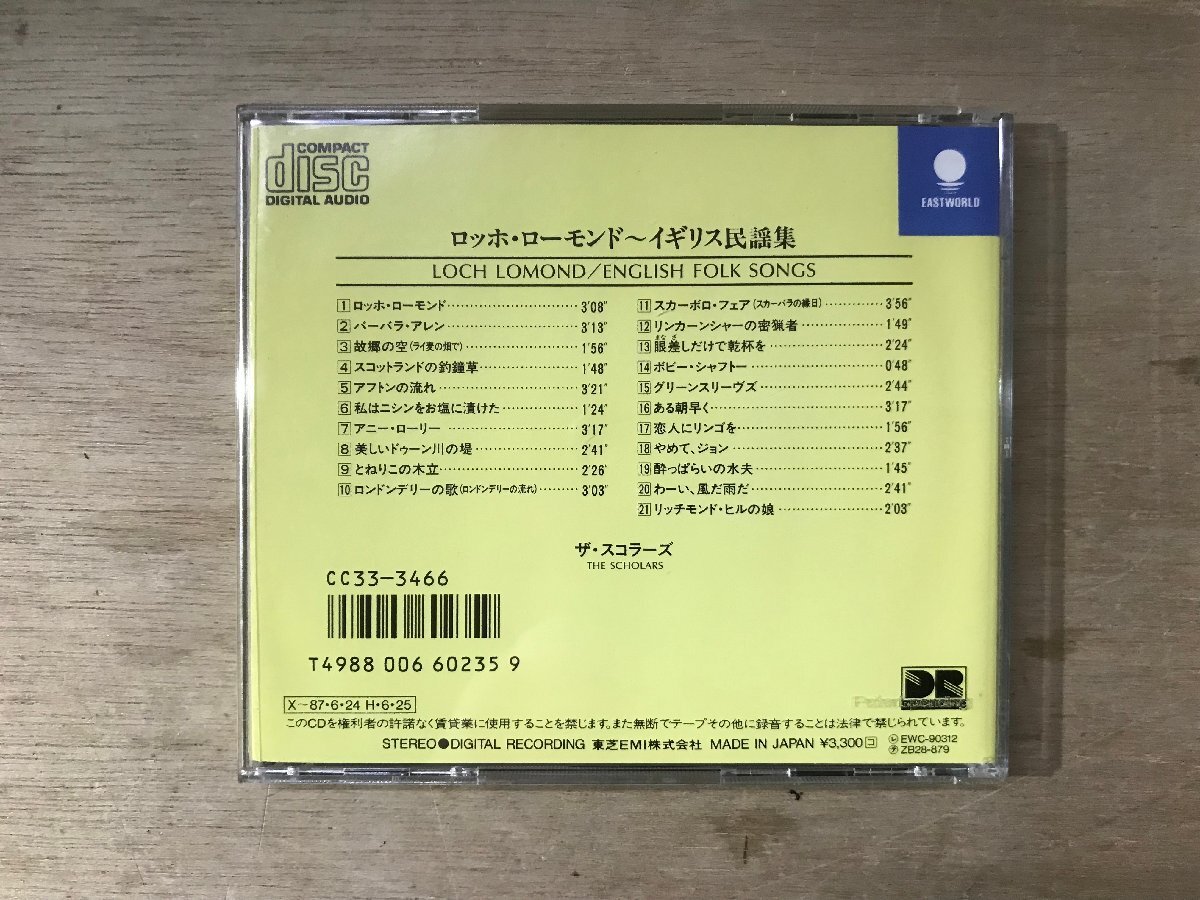 COMPACT
disc
DIGITAL AUDIO
EASTWORLD
ロッホ・ローモンド〜イギリス民謡集
LOCH LOMOND/ENGLISH FOLK SONGS
1 ロッホ・ローモンド 3'08"
2 バーバラ・アレン 3'13"
3 故郷の空(ライ麦の畑で) 1'56"
4 スコットランドの釣鐘草 1'48"
5 アフトンの流れ 3'21"
6 私はニシンをお塩に漬けた 1'24"
7 アニー・ローリー 3'17"
8 美しいドゥーン川の堤 2'41"
9 とねりこの木立 2'26"
10 ロンドンデリーの歌(ロンドンデリーの流れ) 3'03"
11 スカーボロ・フェア(スカーバラの縁日) 3'56"
12 リンカーンシャーの密猟者 1'49"
13 眼差しだけで乾杯を 2'24"
14 ボビー・シャフトー 0'48"
15 グリーンスリーヴズ 2'44"
16 ある朝早く 3'17"
17 恋人にリンゴを 1'56"
18 やめて、ジョン 2'37"
19 酔っぱらいの水夫 1'45"
20 わーい、風だ雨だ 2'41"
21 リッチモンド・ヒルの娘 2'03"
ザ・スコラーズ
THE SCHOLARS
CC33-3466
T4988 006 60235 9
DR
X-87・6・24 H・6・25
このCDを権利者の許諾なく賃貸業に使用することを禁じます。また無断でテープその他に録音することは法律で禁じられています。
STEREO●DIGITAL RECORDING 東芝EMI株式会社 MADE IN JAPAN ¥3,300 コ
レ EWC-90312
テ ZB28-879